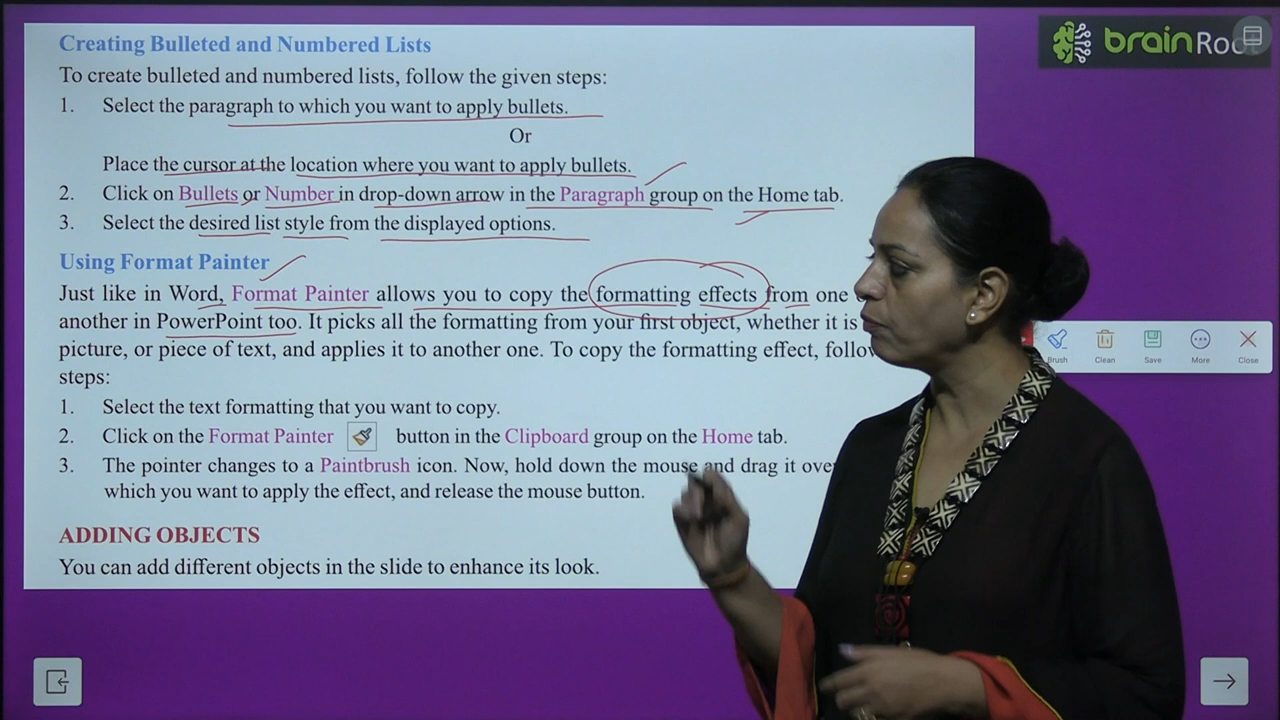 Creating Bulleted and Numbered Lists
To create bulleted and numbered lists, follow the given steps:
1. Select the paragraph to which you want to apply bullets.
Or
Place the cursor at the location where you want to apply bullets.
2. Click on Bullets or Number in drop-down arrow in the Paragraph group on the Home tab.
3. Select the desired list style from the displayed options.
Using Format Painter
Just like in Word, Format Painter allows you to copy the formatting effects from one
another in PowerPoint too. It picks all the formatting from your first object, whether it is
picture, or piece of text, and applies it to another one. To copy the formatting effect,
steps:
1. Select the text formatting that you want to copy.
2. Click on the Format Painter button in the Clipboard group on the Home tab.
3. The pointer changes to a Paintbrush icon. Now, hold down the mouse and drag it
which you want to apply the effect, and release the mouse button.
ADDING OBJECTS
You can add different objects in the slide to enhance its look.
brain
Brush Clean Save More Close